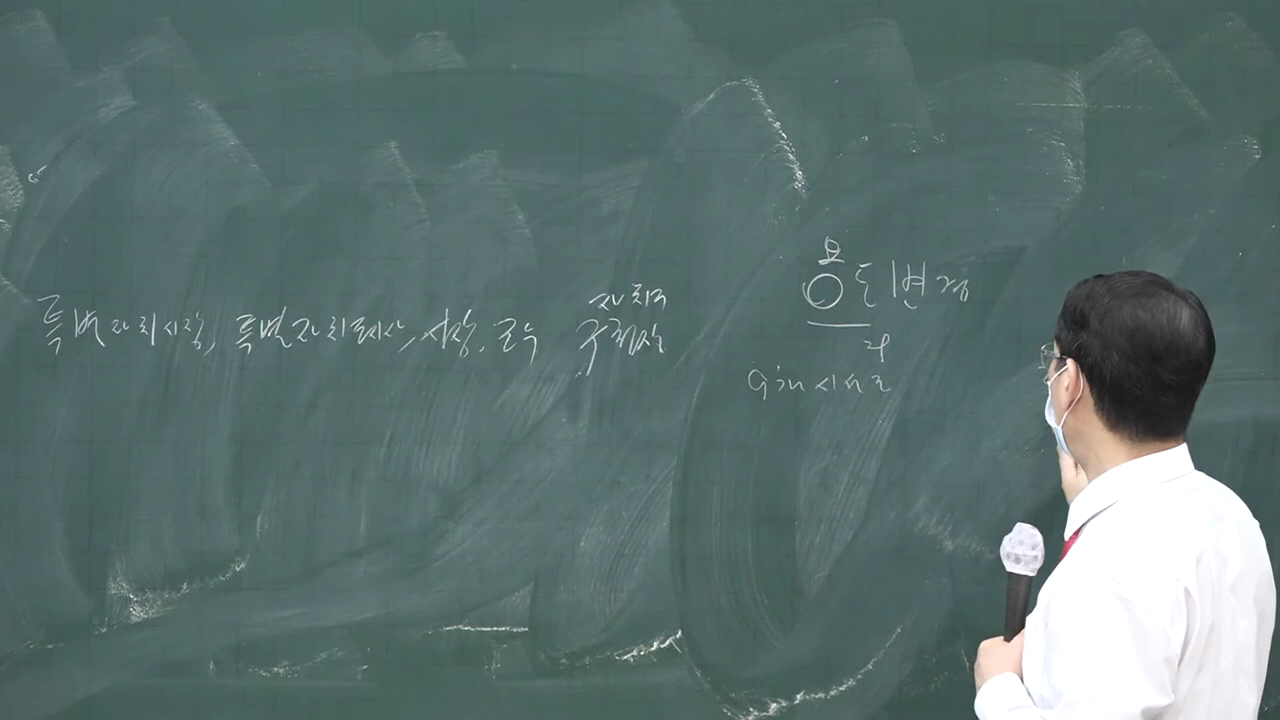 특별자치시장, 특별자치도지사, 시장, 군수 자치구청장
용도변경
9개 시설군